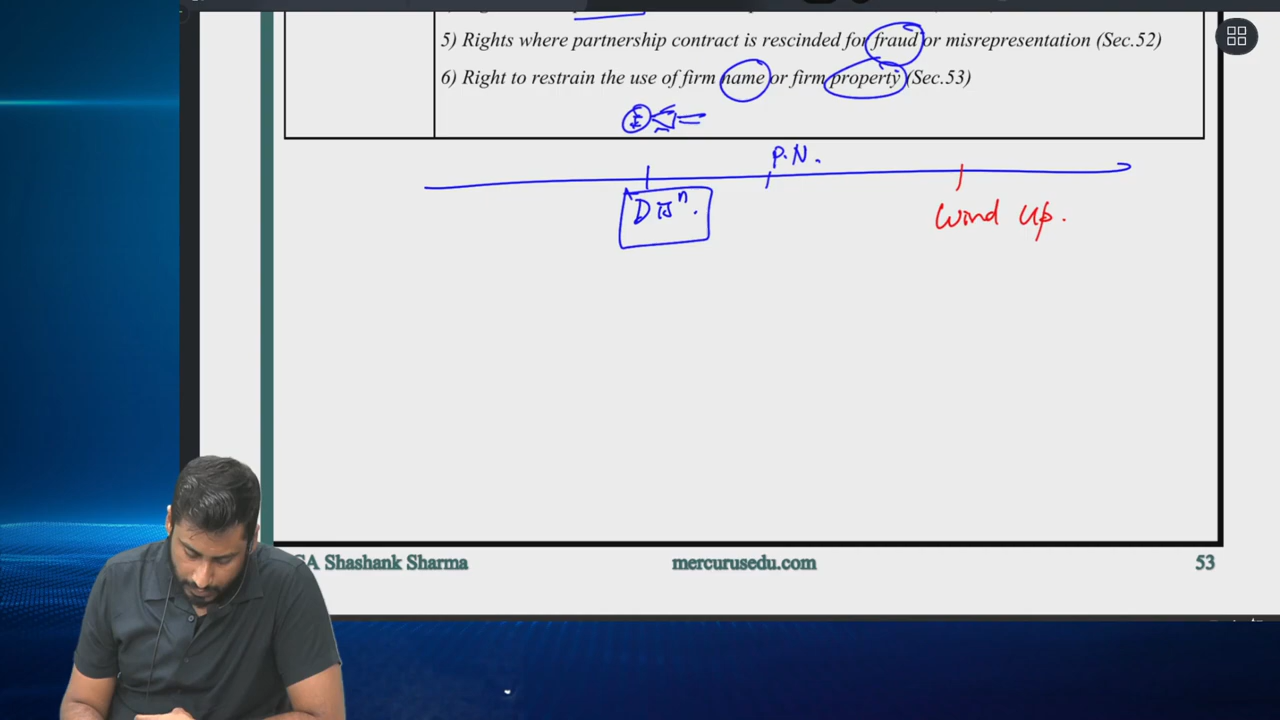 5) Rights where partnership contract is rescinded for fraud or misrepresentation (Sec.52)
6) Right to restrain the use of firm name or firm property (Sec.53)
P.N.
Wind Up.
CA Shashank Sharma
mercurusedu.com
53